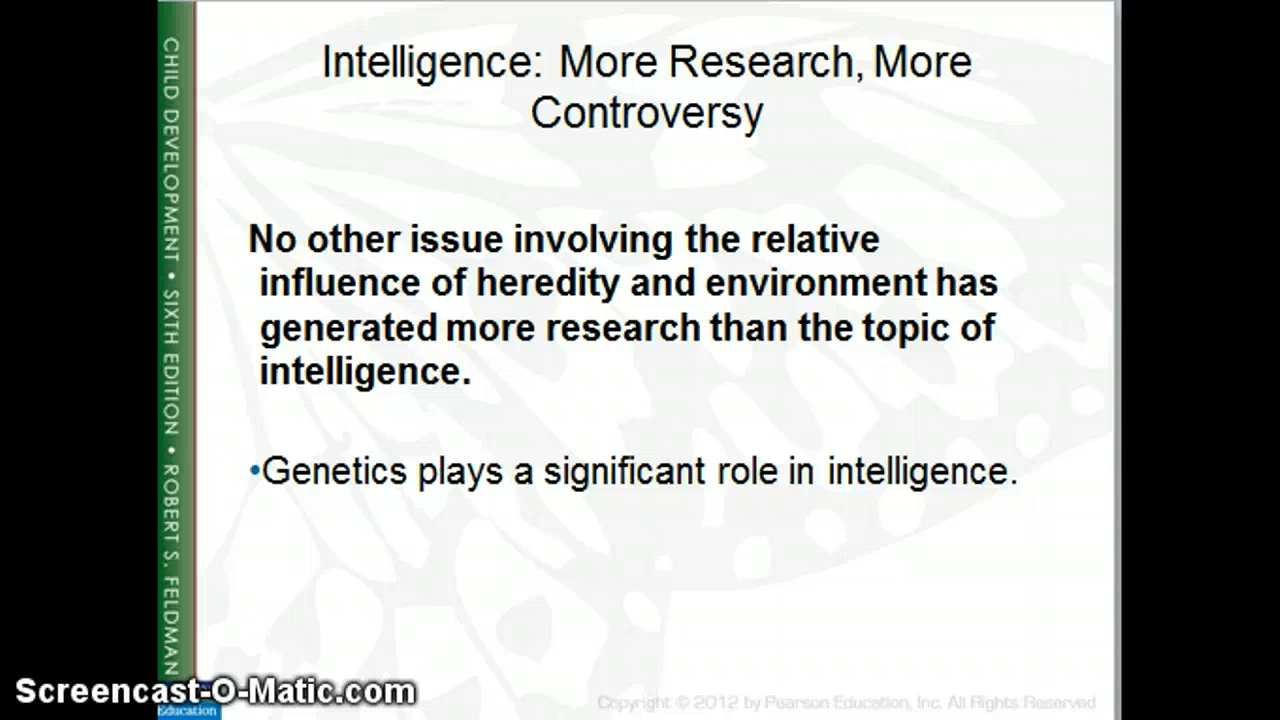 Intelligence: More Research, More
Controversy
No other issue involving the relative
influence of heredity and environment has
generated more research than the topic of
intelligence.
•Genetics plays a significant role in intelligence.
CHILD DEVELOPMENT • SIXTH EDITION • ROBERT S. FELDMAN
Screencast-O-Matic.com
Education
Copyright © 2012 by Pearson Education, Inc. All Rights Reserved